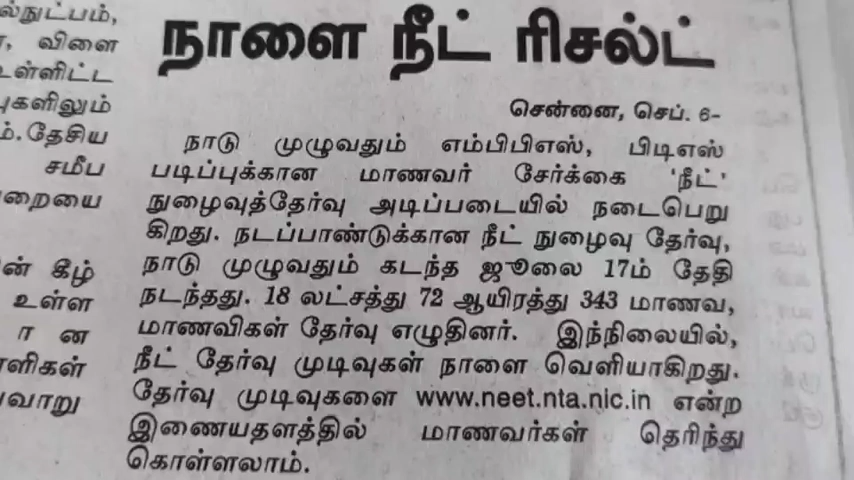 நாளை நீட் ரிசல்ட்
சென்னை, செப். 6-
நாடு முழுவதும் எம்பிபிஎஸ், பிடிஎஸ்
படிப்புக்கான மாணவர் சேர்க்கை 'நீட்'
நுழைவுத்தேர்வு அடிப்படையில் நடைபெறு
கிறது. நடப்பாண்டுக்கான நீட் நுழைவு தேர்வு,
நாடு முழுவதும் கடந்த ஜூலை 17ம் தேதி
நடந்தது. 18 லட்சத்து 72 ஆயிரத்து 343 மாணவ,
மாணவிகள் தேர்வு எழுதினர். இந்நிலையில்,
நீட் தேர்வு முடிவுகள் நாளை வெளியாகிறது.
தேர்வு முடிவுகளை www.neet.nta.nic.in என்ற
இணையதளத்தில் மாணவர்கள் தெரிந்து
கொள்ளலாம்.
விளை
தேசிய
சமீப
கீழ்
உள்ள